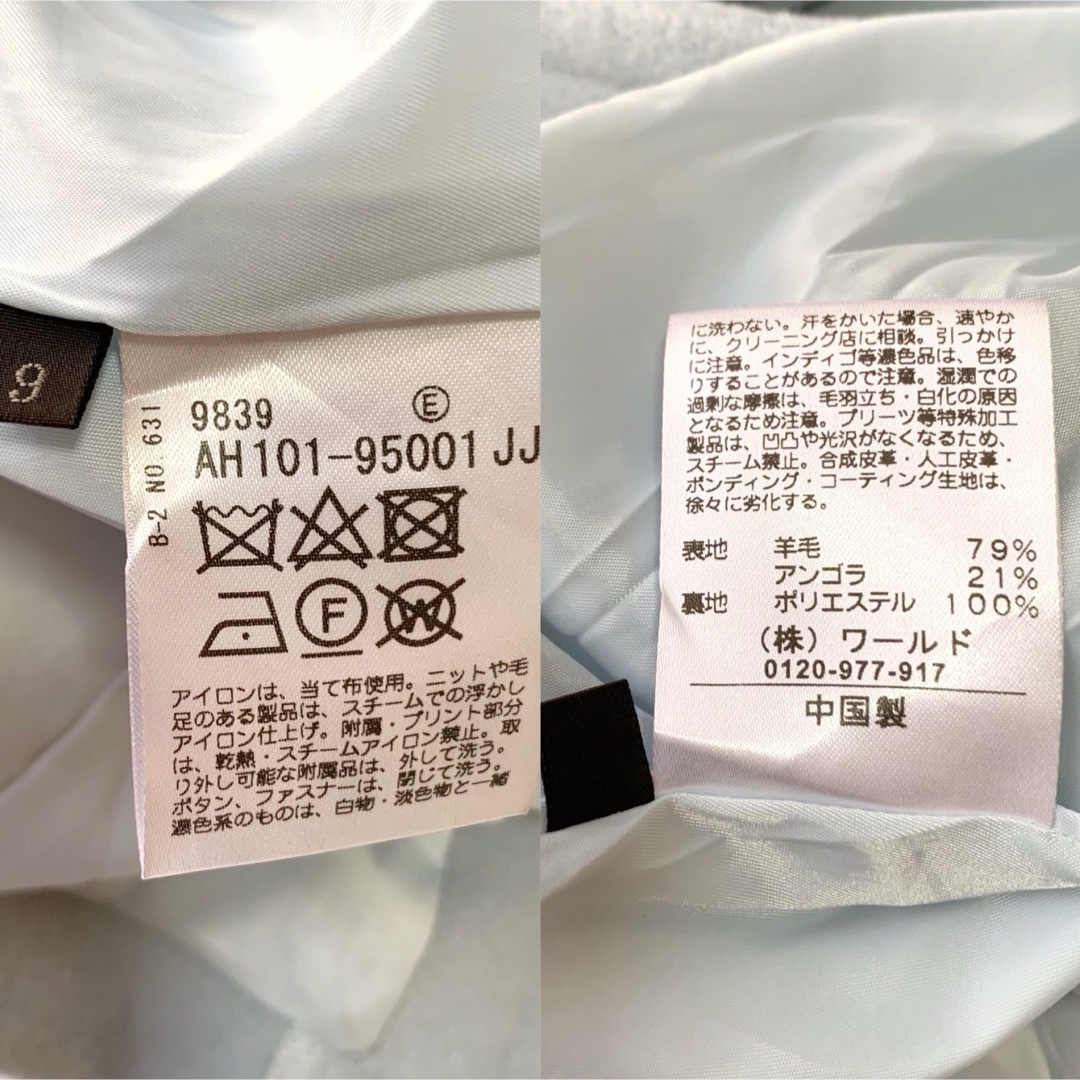 9
B-2 NO.631
9839 Ⓔ
AH101-95001 JJ
F
W
アイロンは、当て布使用。ニットや毛
足のある製品は、スチームでの浮かし
アイロン仕上げ。附属・プリント部分
は、乾熱・スチームアイロン禁止。取
り外し可能な附属品は、外して洗う。
ボタン、ファスナーは、閉じて洗う。
濃色系のものは、白物・淡色物と一緒
に洗わない。汗をかいた場合、速やか
に、クリーニング店に相談。引っかけ
に注意。インディゴ等濃色品は、色移
りすることがあるので注意。湿潤での
過剰な摩擦は、毛羽立ち・白化の原因
となるため注意。プリーツ等特殊加工
製品は、凹凸や光沢がなくなるため、
スチーム禁止。合成皮革・人工皮革・
ボンディング・コーティング生地は、
徐々に劣化する。
表地 羊毛 79%
アンゴラ 21%
裏地 ポリエステル 100%
（株）ワールド
0120-977-917
中国製